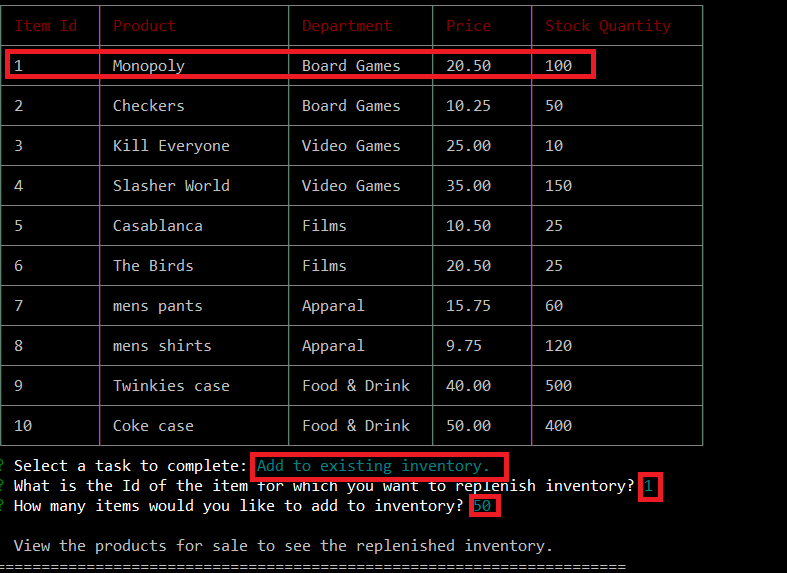 Item Id Product Department Price Stock Quantity
1 Monopoly Board Games 20.50 100
2 Checkers Board Games 10.25 50
3 Kill Everyone Video Games 25.00 10
4 Slasher World Video Games 35.00 150
5 Casablanca Films 10.50 25
6 The Birds Films 20.50 25
7 mens pants Apparal 15.75 60
8 mens shirts Apparal 9.75 120
9 Twinkies case Food & Drink 40.00 500
10 Coke case Food & Drink 50.00 400
? Select a task to complete: Add to existing inventory.
? What is the Id of the item for which you want to replenish inventory? 1
? How many items would you like to add to inventory? 50
View the products for sale to see the replenished inventory.
======================================================================